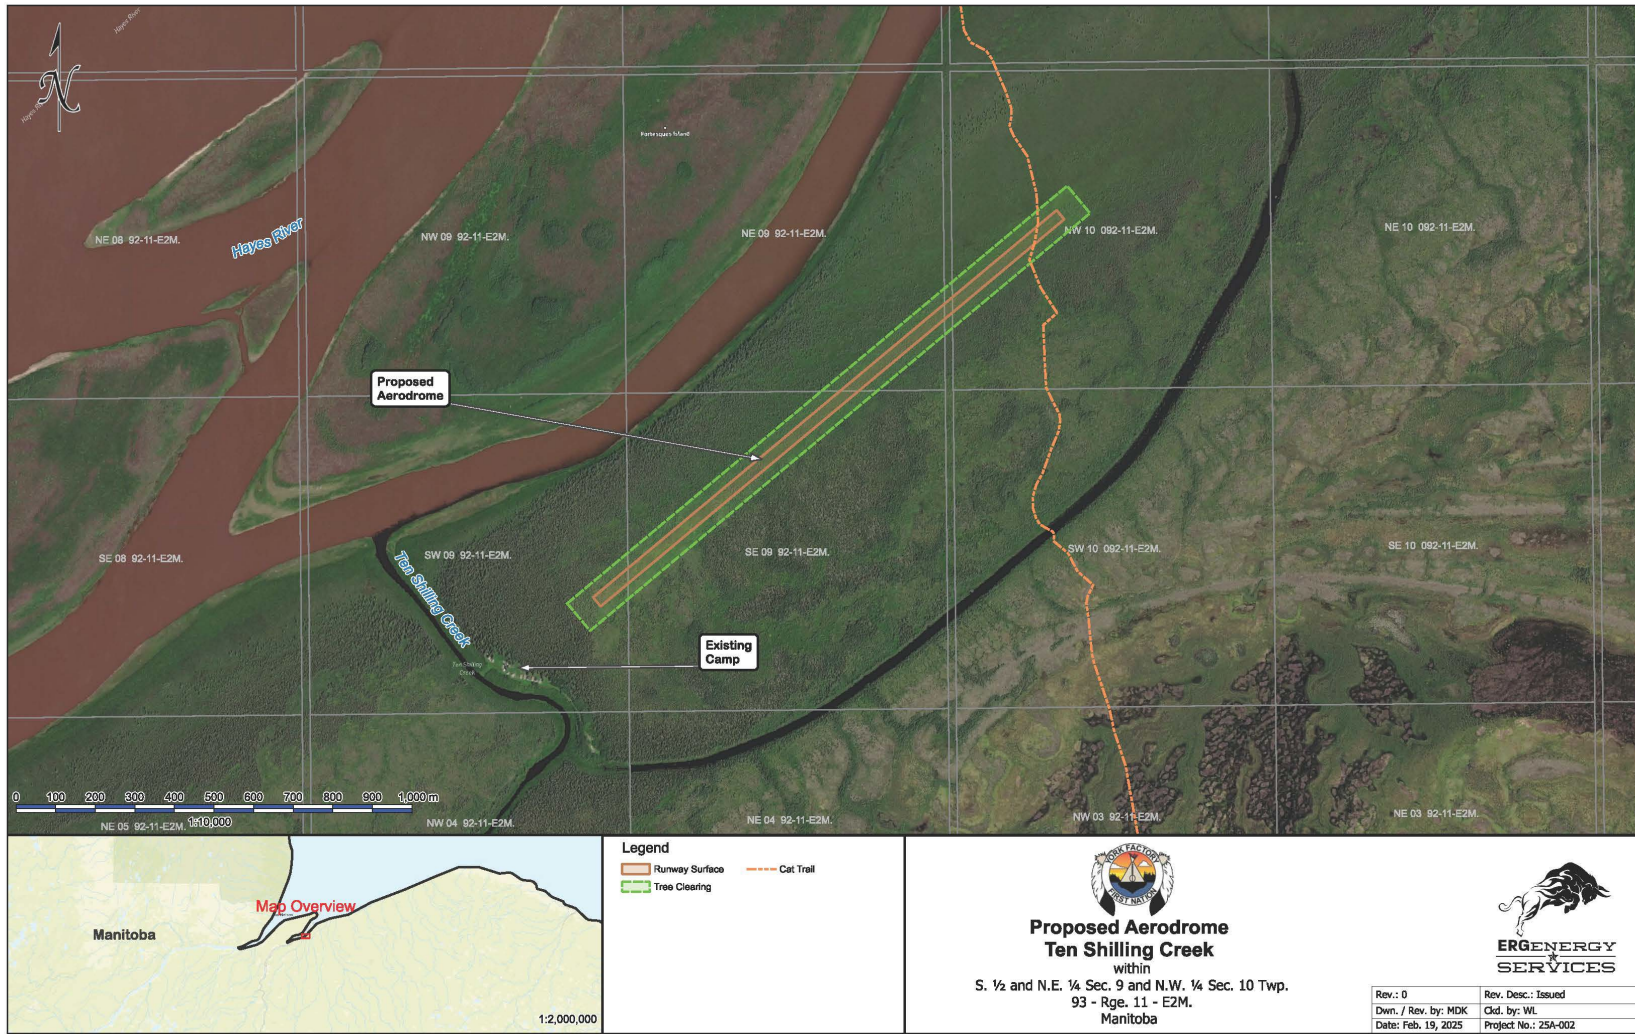 Hayes River
N
NE 08 92-11-E2M.
Hayes River
NW 09 92-11-E2M.
NE 09 92-11-E2M.
NW 10 092-11-E2M.
NE 10 092-11-E2M.
Proposed
Aerodrome
SE 08 92-11-E2M.
SW 09 92-11-E2M.
SE 09 92-11-E2M.
SW 10 092-11-E2M.
SE 10 092-11-E2M.
Ten Shilling Creek
Existing
Camp
Ten Shilling
Creek
0 100 200 300 400 500 600 700 800 900 1,000 m
1:10,000
NE 05 92-11-E2M.
NW 04 92-11-E2M.
NE 04 92-11-E2M.
NW 03 92-11-E2M.
NE 03 92-11-E2M.
Map Overview
Manitoba
1:2,000,000
Legend
Runway Surface
Cat Trail
Tree Clearing
YORK FACTORY
FIRST NATION
Proposed Aerodrome
Ten Shilling Creek
within
S. ½ and N.E. ¼ Sec. 9 and N.W. ¼ Sec. 10 Twp.
93 - Rge. 11 - E2M.
Manitoba
ERGENERGY
SERVICES
Rev.: 0 Rev. Desc.: Issued
Dwn. / Rev. by: MDK Ckd. by: WL
Date: Feb. 19, 2025 Project No.: 25A-002